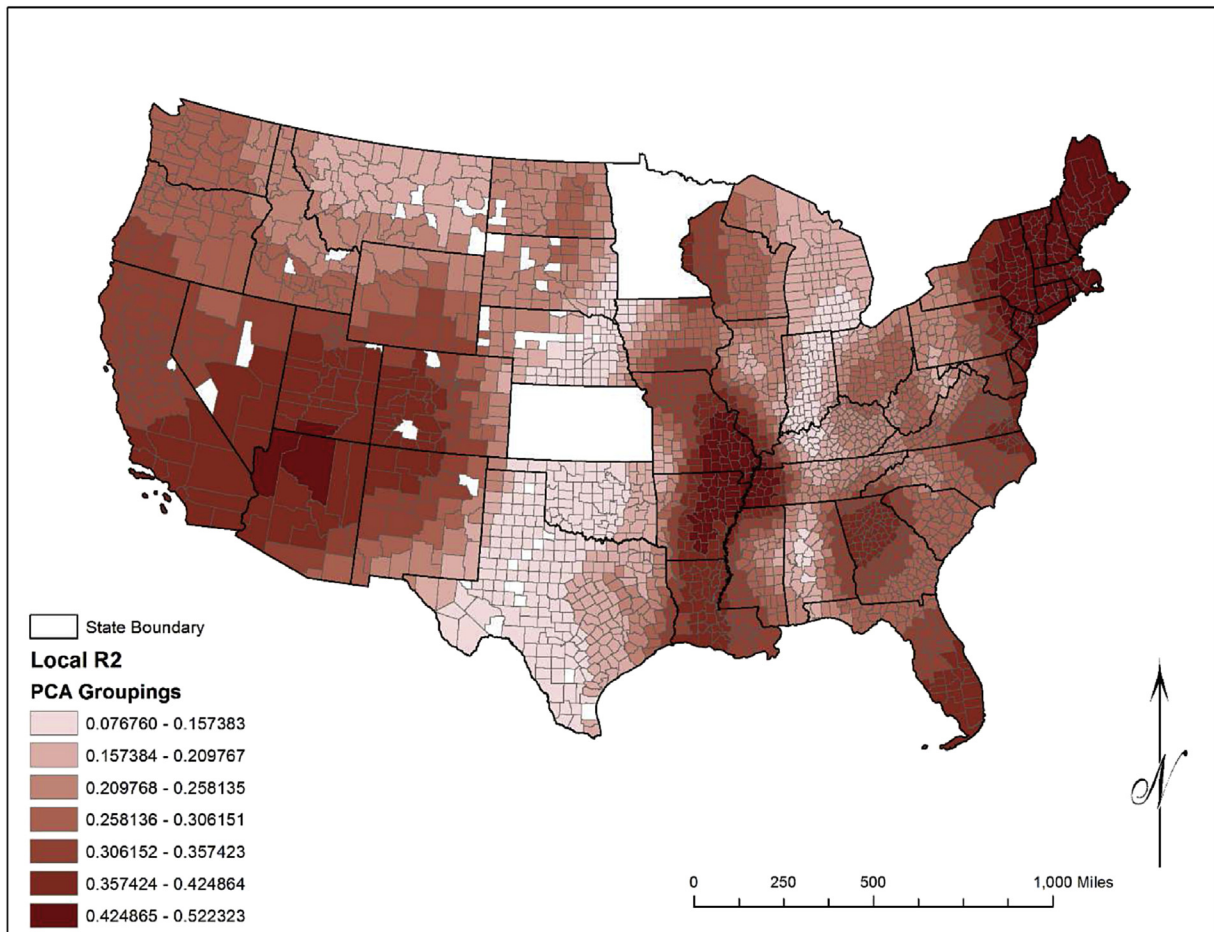 State Boundary
Local R2
PCA Groupings
0.076760 - 0.157383
0.157384 - 0.209767
0.209768 - 0.258135
0.258136 - 0.306151
0.306152 - 0.357423
0.357424 - 0.424864
0.424865 - 0.522323
N
0 250 500 1,000 Miles